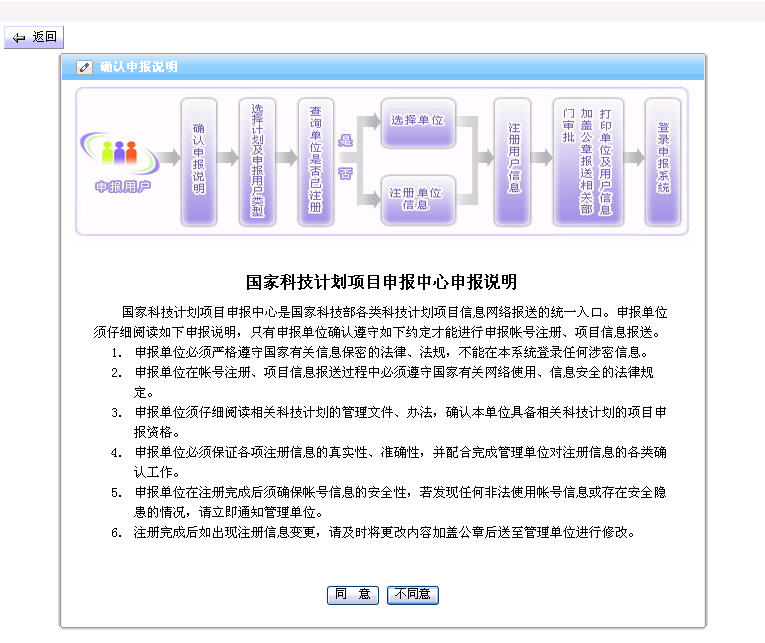 返回
确认申报说明
申报用户
确认申报说明
选择计划及申报用户类型
查询单位是否已注册
是
否
选择单位
注册单位
信息
注册用户信息
打印单位及用户信息
加盖公章报送相关部
门审批
登录申报系统
国家科技计划项目申报中心申报说明
国家科技计划项目申报中心是国家科技部各类科技计划项目信息网络报送的统一入口。申报单位
须仔细阅读如下申报说明，只有申报单位确认遵守如下约定才能进行申报帐号注册、项目信息报送。
1. 申报单位必须严格遵守国家有关信息保密的法律、法规，不能在本系统登录任何涉密信息。
2. 申报单位在帐号注册、项目信息报送过程中必须遵守国家有关网络使用、信息安全的法律规
定。
3. 申报单位须仔细阅读相关科技计划的管理文件、办法，确认本单位具备相关科技计划的项目申
报资格。
4. 申报单位必须保证各项注册信息的真实性、准确性，并配合完成管理单位对注册信息的各类确
认工作。
5. 申报单位在注册完成后须确保帐号信息的安全性，若发现任何非法使用帐号信息或存在安全隐
患的情况，请立即通知管理单位。
6. 注册完成后如出现注册信息变更，请及时将更改内容加盖公章后送至管理单位进行修改。
同 意
不同意